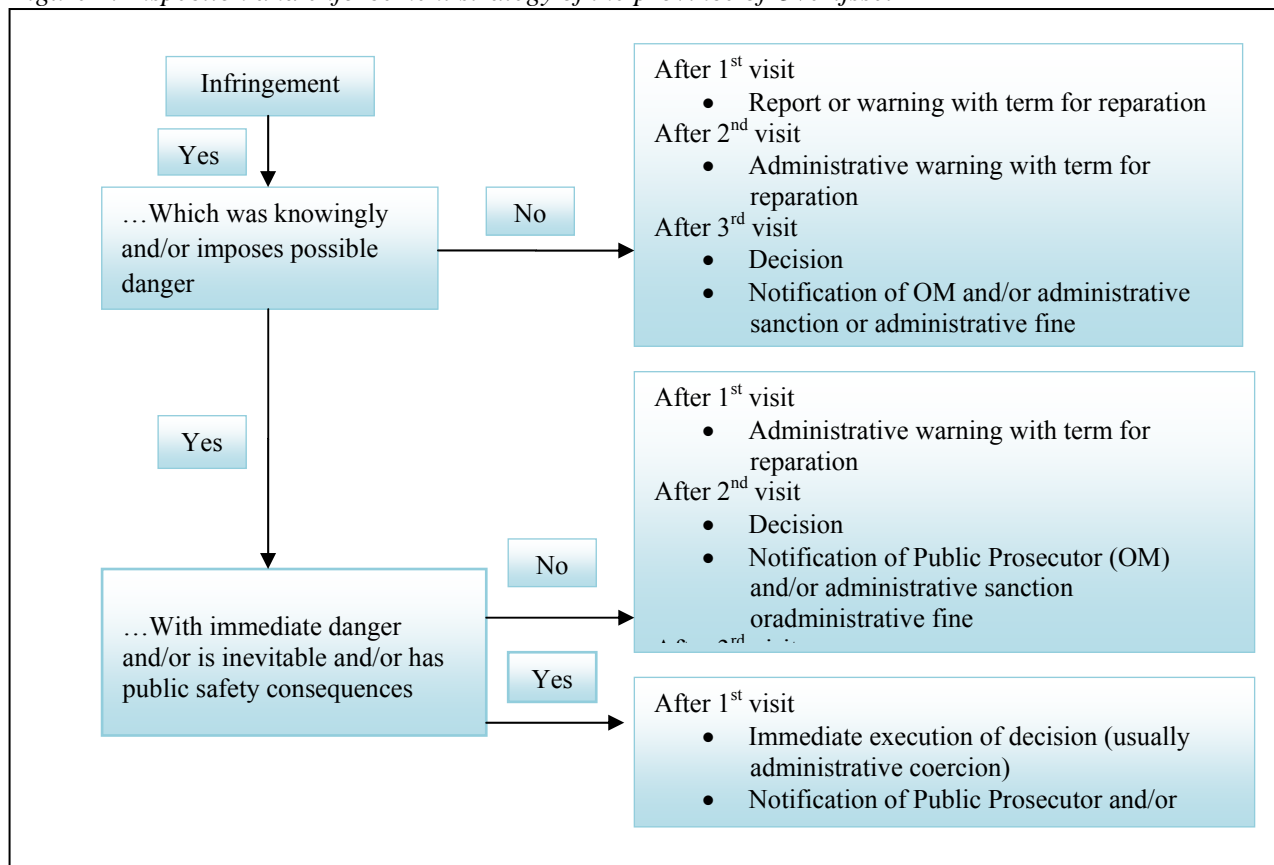 Infringement
Yes
…Which was knowingly
and/or imposes possible
danger
No
After 1st visit
• Report or warning with term for reparation
After 2nd visit
• Administrative warning with term for
reparation
After 3rd visit
• Decision
• Notification of OM and/or administrative
sanction or administrative fine
Yes
…With immediate danger
and/or is inevitable and/or has
public safety consequences
No
After 1st visit
• Administrative warning with term for
reparation
After 2nd visit
• Decision
• Notification of Public Prosecutor (OM)
and/or administrative sanction
oradministrative fine
Yes
After 1st visit
• Immediate execution of decision (usually
administrative coercion)
• Notification of Public Prosecutor and/or